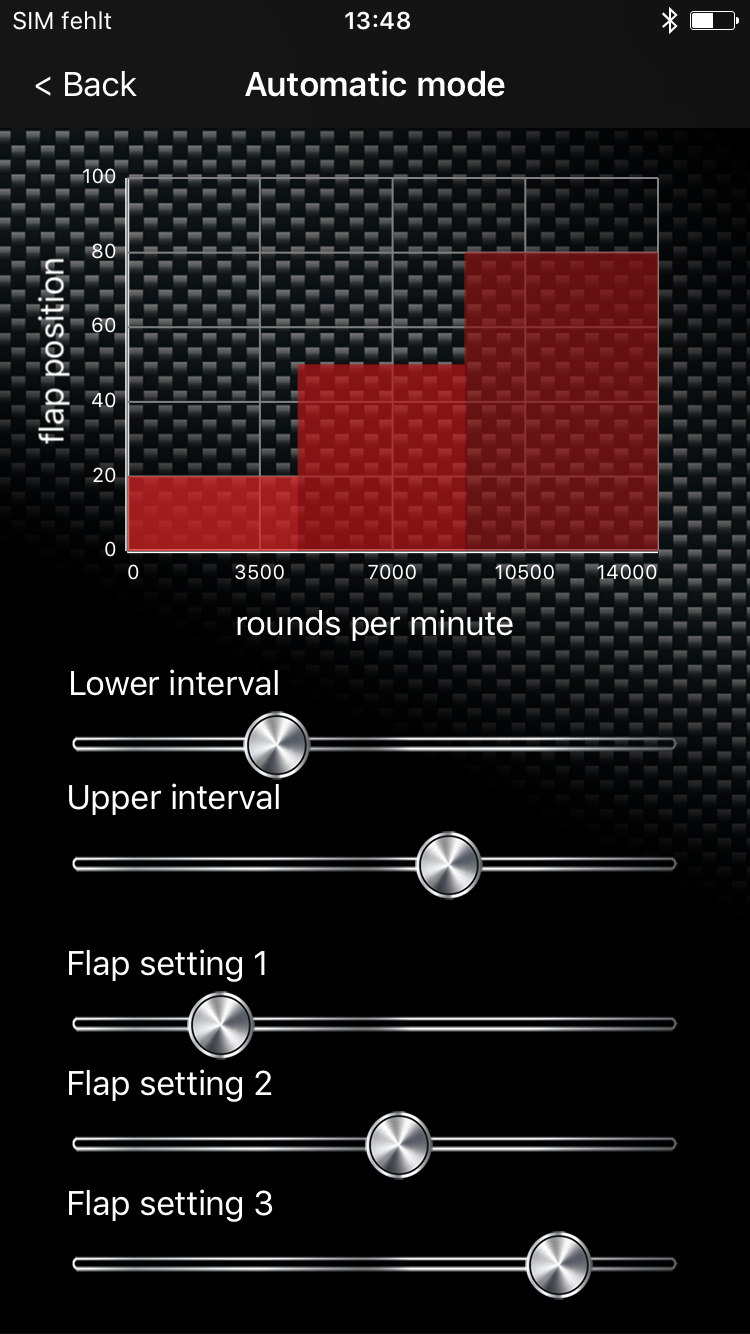 SIM fehlt 13:48
< Back Automatic mode
100
80
60
40
20
0
flap position
0 3500 7000 10500 14000
rounds per minute
Lower interval
Upper interval
Flap setting 1
Flap setting 2
Flap setting 3